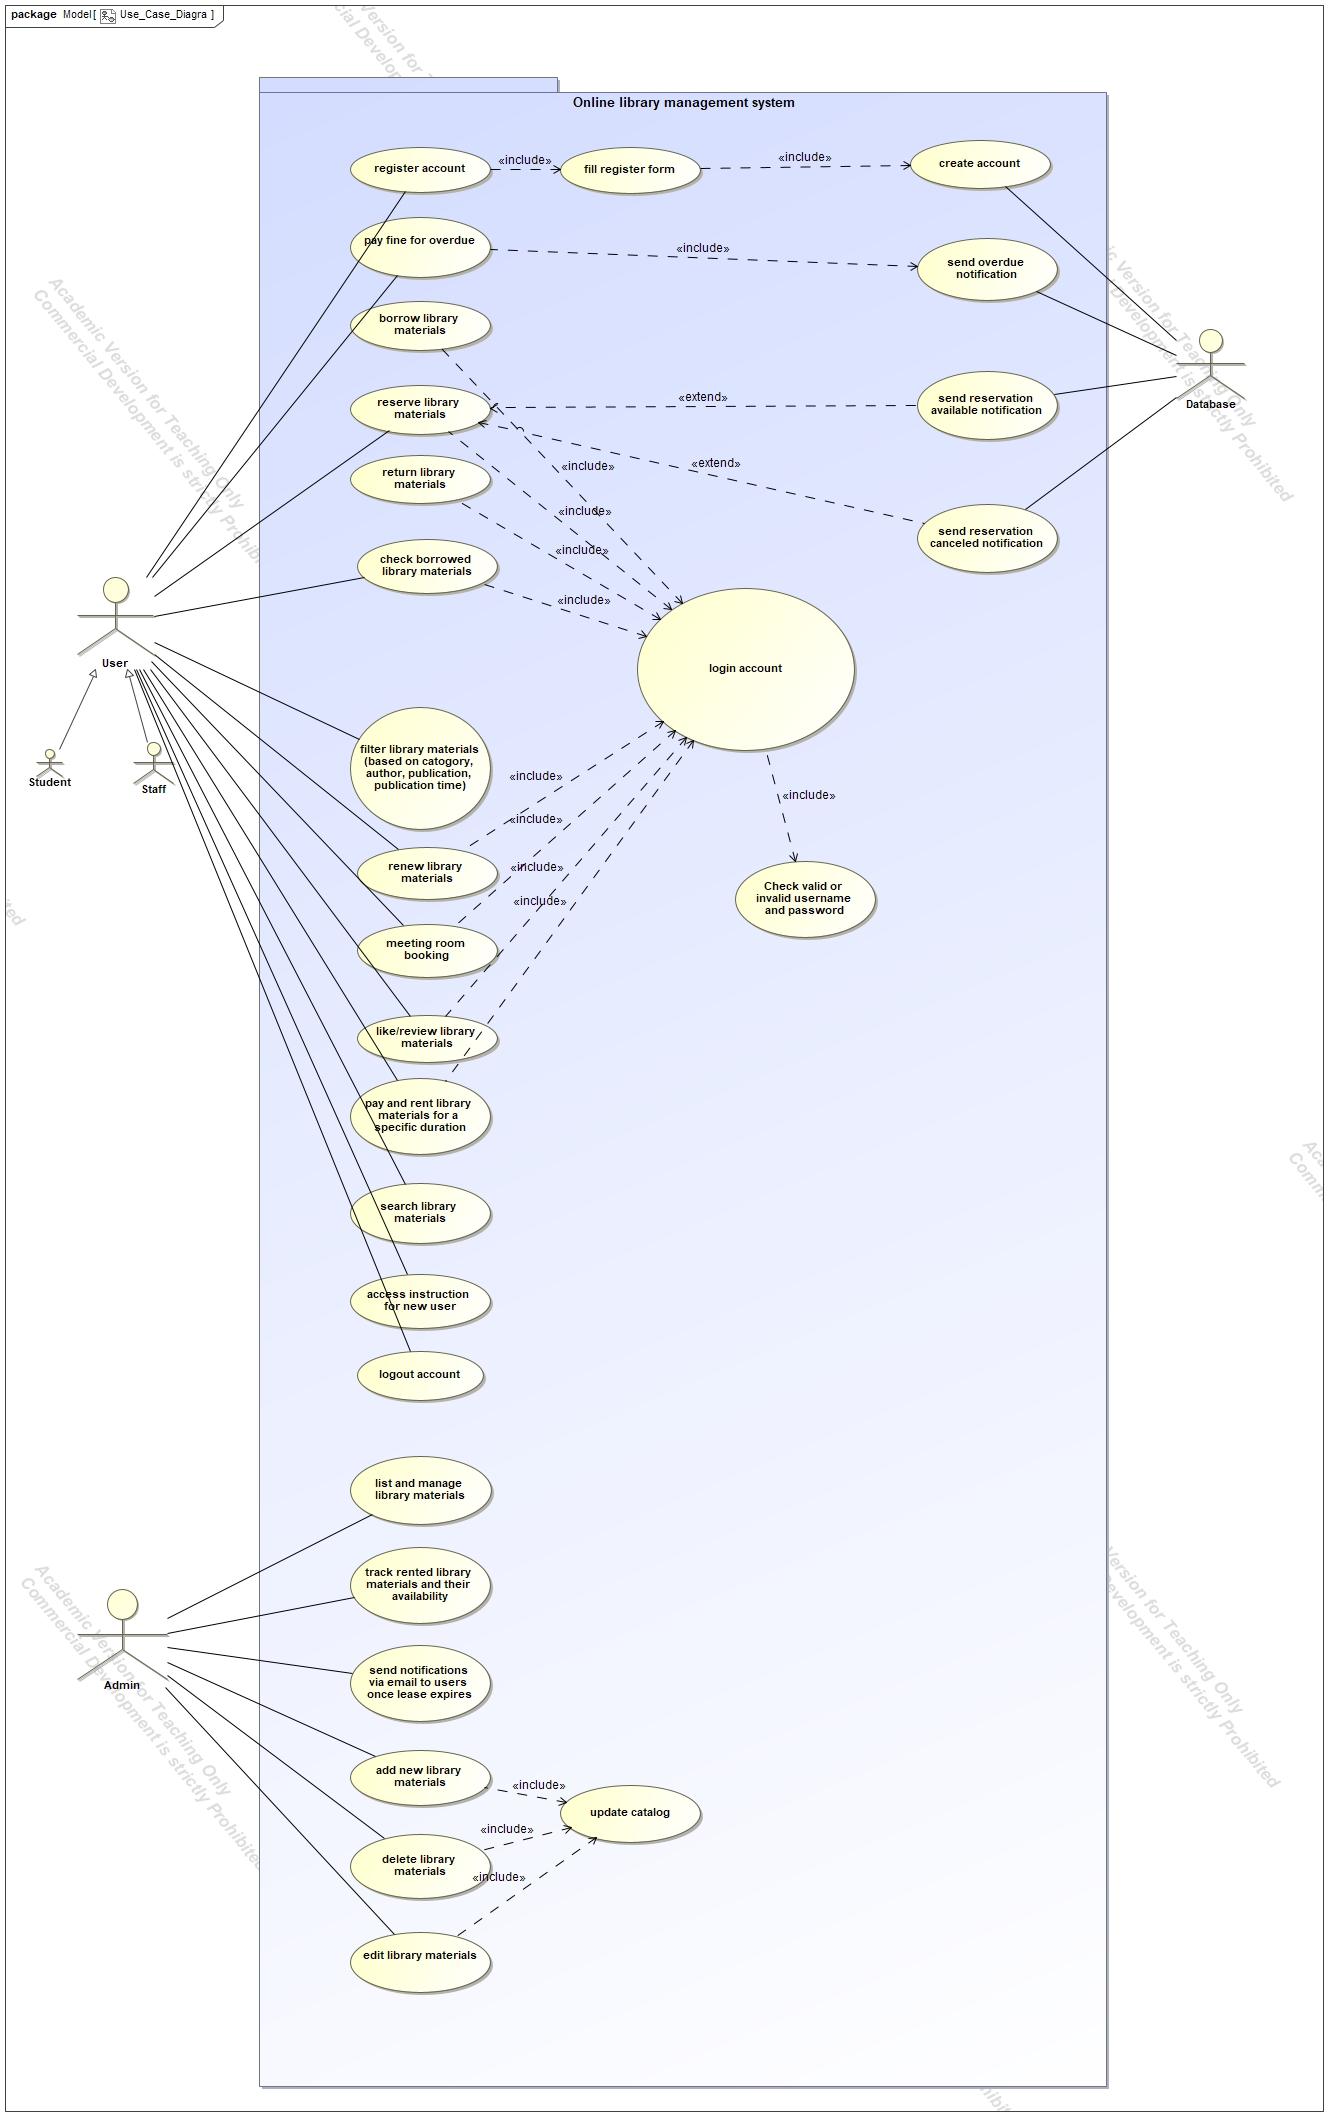 package Model[ Use_Case_Diagra ]
Online library management system
register account
«include»
fill register form
«include»
create account
pay fine for overdue
«include»
send overdue
notification
borrow library
materials
Database
reserve library
materials
«extend»
send reservation
available notification
«include»
«extend»
return library
materials
«include»
send reservation
canceled notification
«include»
check borrowed
library materials
«include»
User
login account
Student
Staff
filter library materials
(based on catogory,
author, publication,
publication time)
«include»
«include»
«include»
«include»
«include»
renew library
materials
Check valid or
invalid username
and password
meeting room
booking
like/review library
materials
pay and rent library
materials for a
specific duration
search library
materials
access instruction
for new user
logout account
list and manage
library materials
track rented library
materials and their
availability
Admin
send notifications
via email to users
once lease expires
add new library
materials
«include»
update catalog
delete library
materials
«include»
«include»
edit library materials
Academic Version for Teaching Only
Commercial Development is strictly Prohibited
Academic Version for Teaching Only
Commercial Development is strictly Prohibited
Version for Teaching Only
Development is strictly Prohibited
Version for Teaching Only
Development is strictly Prohibited